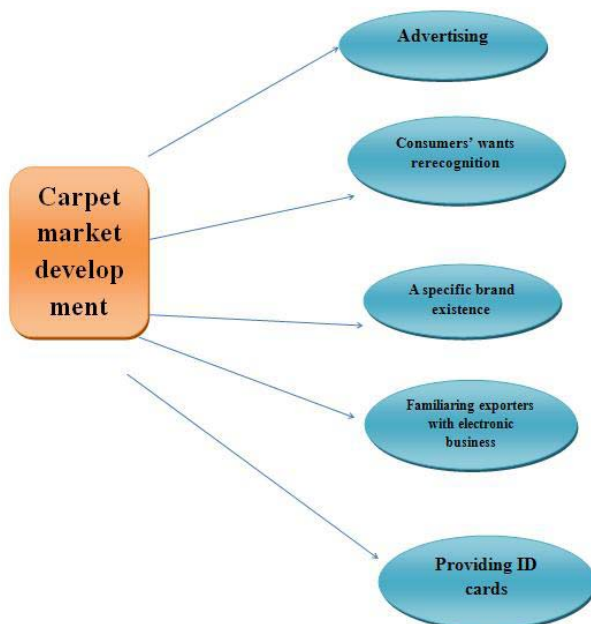 Advertising
Consumers' wants
rerecognition
Carpet
market
develop
ment
A specific brand
existence
Familiaring exporters
with electronic
business
Providing ID
cards